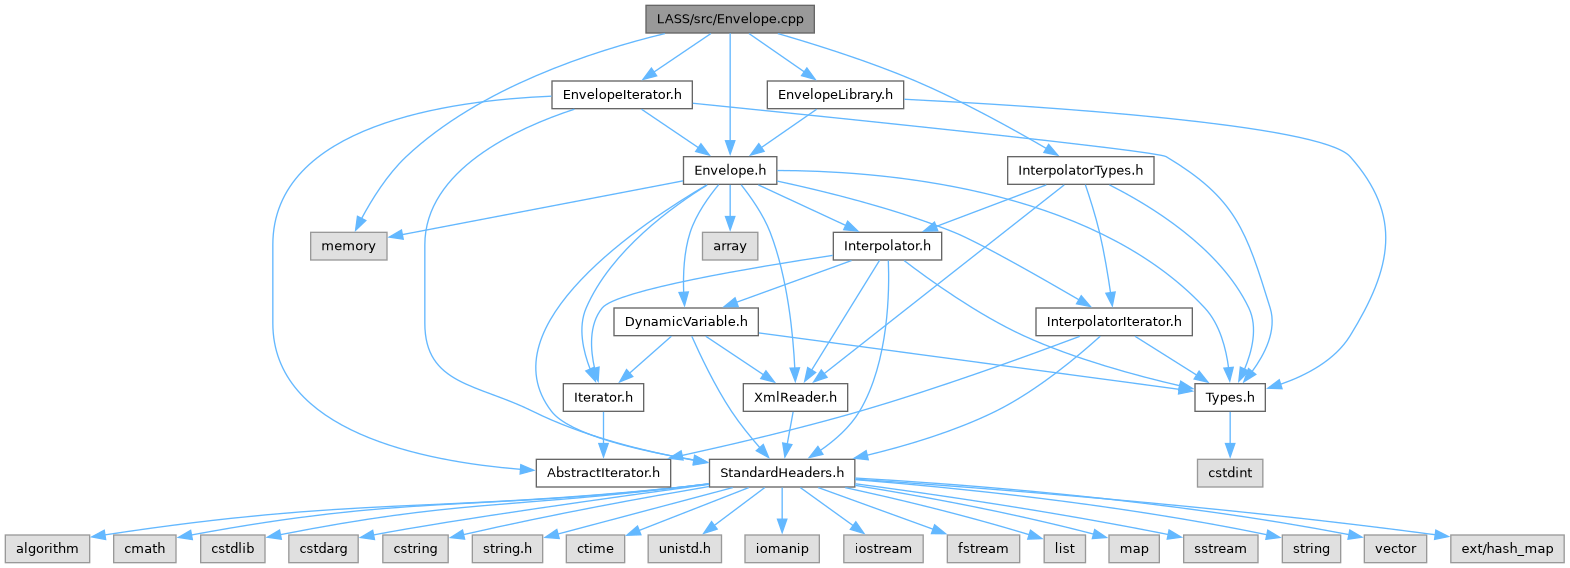 LASS/src/Envelope.cpp
EnvelopeIterator.h
EnvelopeLibrary.h
Envelope.h
InterpolatorTypes.h
memory
array
Interpolator.h
DynamicVariable.h
InterpolatorIterator.h
Iterator.h
XmlReader.h
Types.h
AbstractIterator.h
StandardHeaders.h
cstdint
algorithm
cmath
cstdlib
cstdarg
cstring
string.h
ctime
unistd.h
iomanip
iostream
fstream
list
map
sstream
string
vector
ext/hash_map